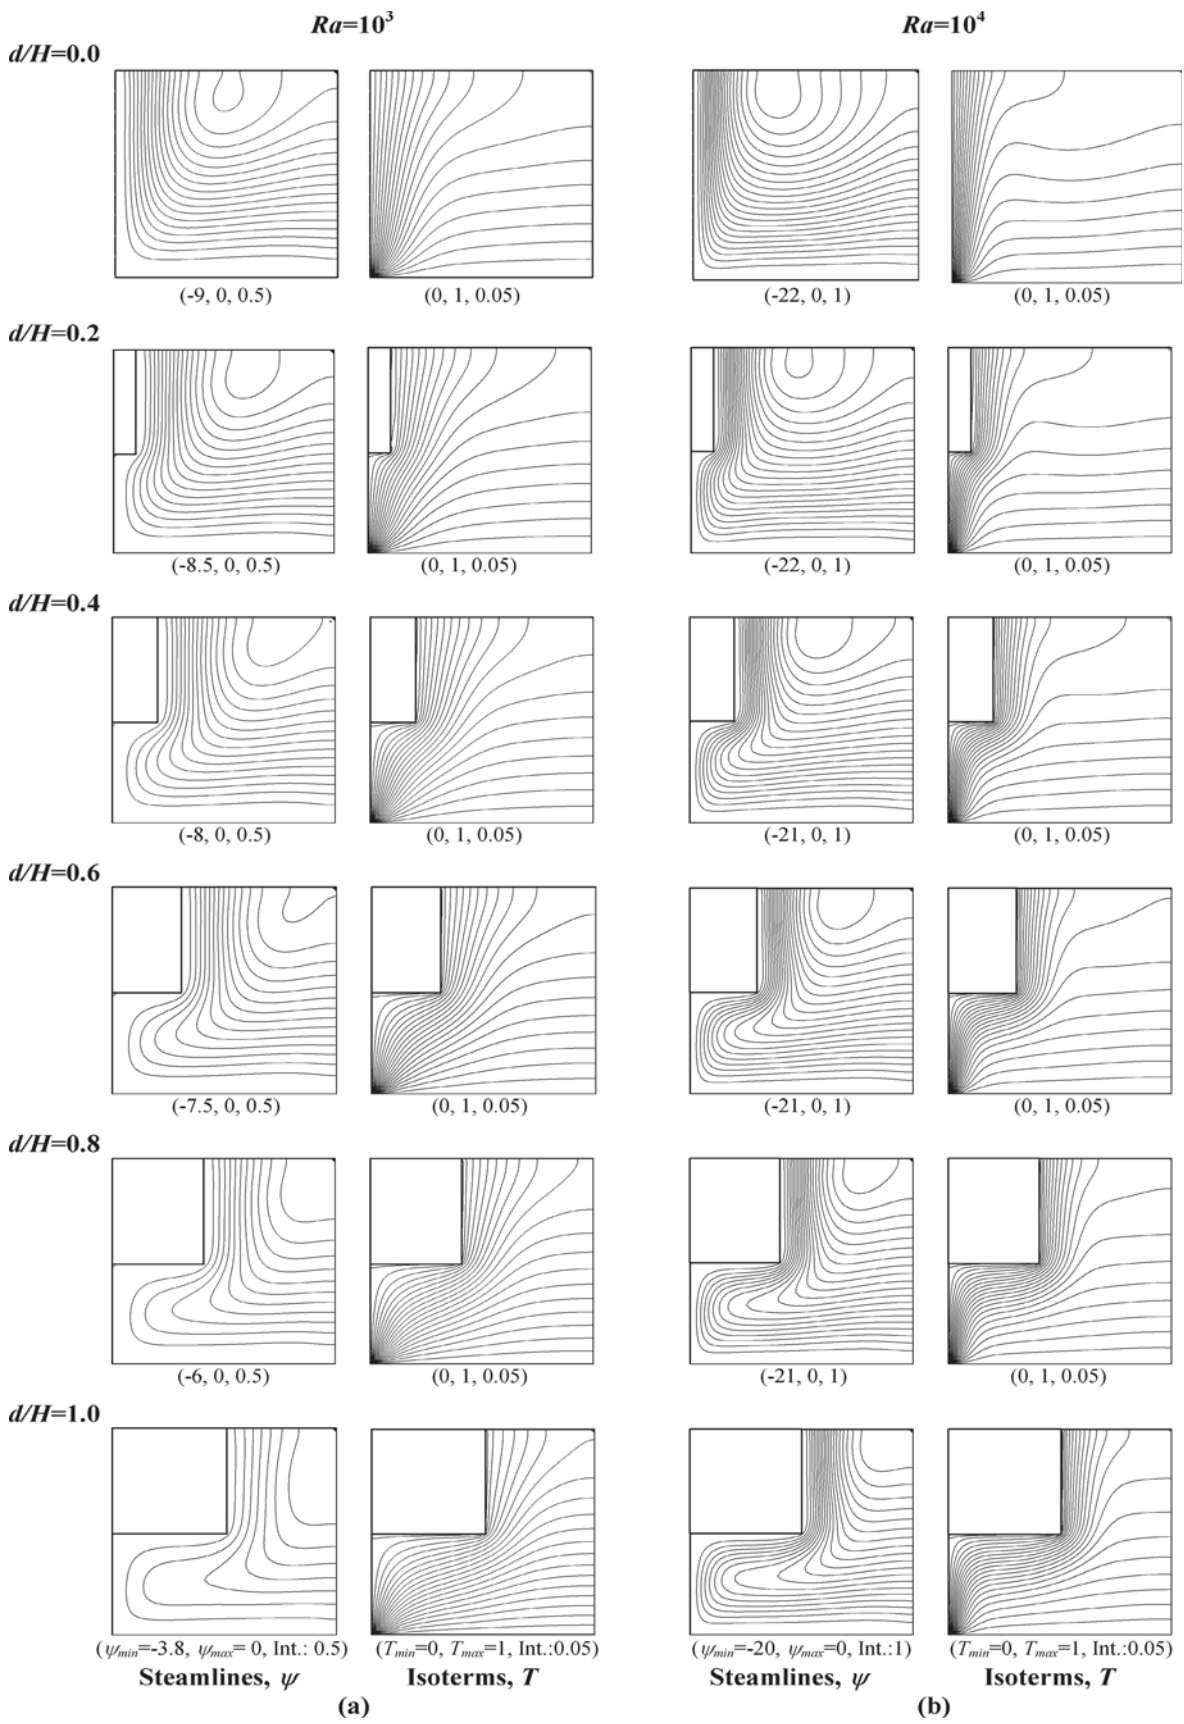 Ra=10³ Ra=10⁴
d/H=0.0
(-9, 0, 0.5) (0, 1, 0.05) (-22, 0, 1) (0, 1, 0.05)
d/H=0.2
(-8.5, 0, 0.5) (0, 1, 0.05) (-22, 0, 1) (0, 1, 0.05)
d/H=0.4
(-8, 0, 0.5) (0, 1, 0.05) (-21, 0, 1) (0, 1, 0.05)
d/H=0.6
(-7.5, 0, 0.5) (0, 1, 0.05) (-21, 0, 1) (0, 1, 0.05)
d/H=0.8
(-6, 0, 0.5) (0, 1, 0.05) (-21, 0, 1) (0, 1, 0.05)
d/H=1.0
(ψmin=-3.8, ψmax= 0, Int.: 0.5) (Tmin=0, Tmax=1, Int.:0.05) (ψmin=-20, ψmax=0, Int.:1) (Tmin=0, Tmax=1, Int.:0.05)
Steamlines, ψ Isoterms, T Steamlines, ψ Isoterms, T
(a) (b)